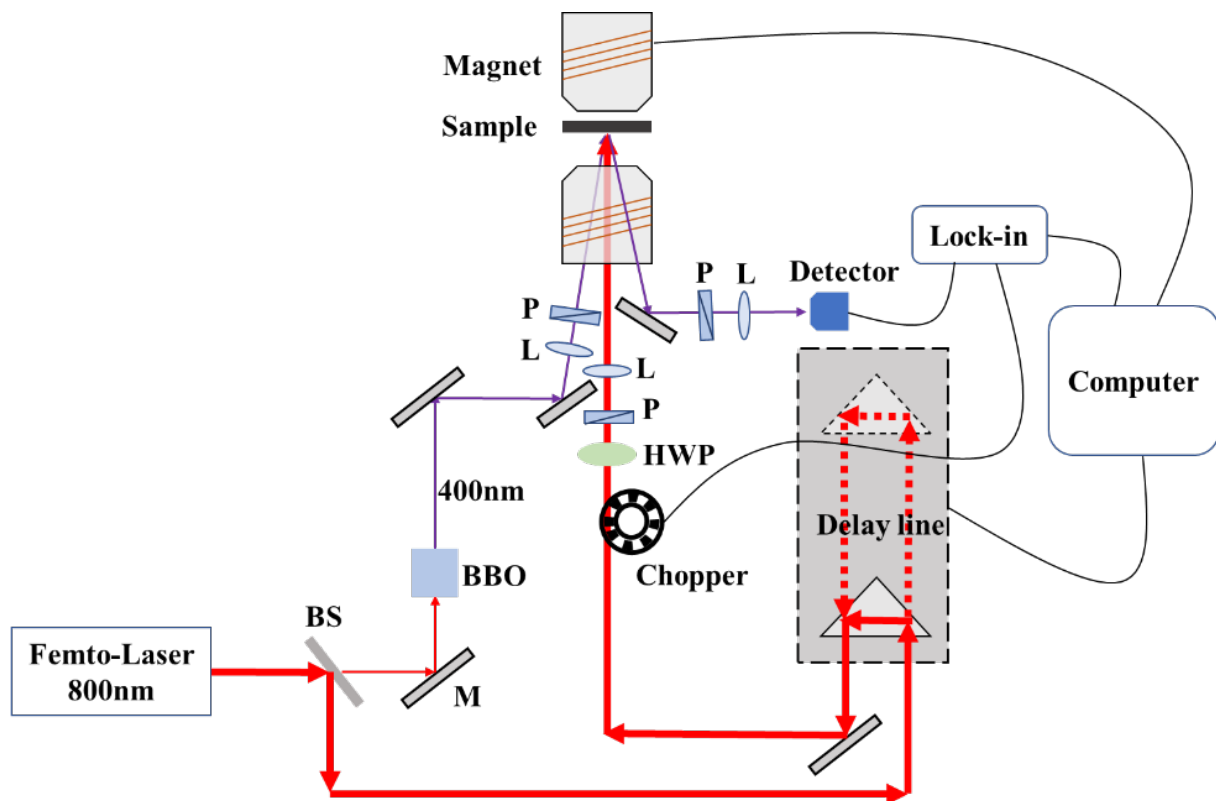 Magnet
Sample
Lock-in
Detector
P
L
P
L
L
P
Computer
HWP
400nm
Delay line
BBO
Chopper
BS
Femto-Laser
800nm
M